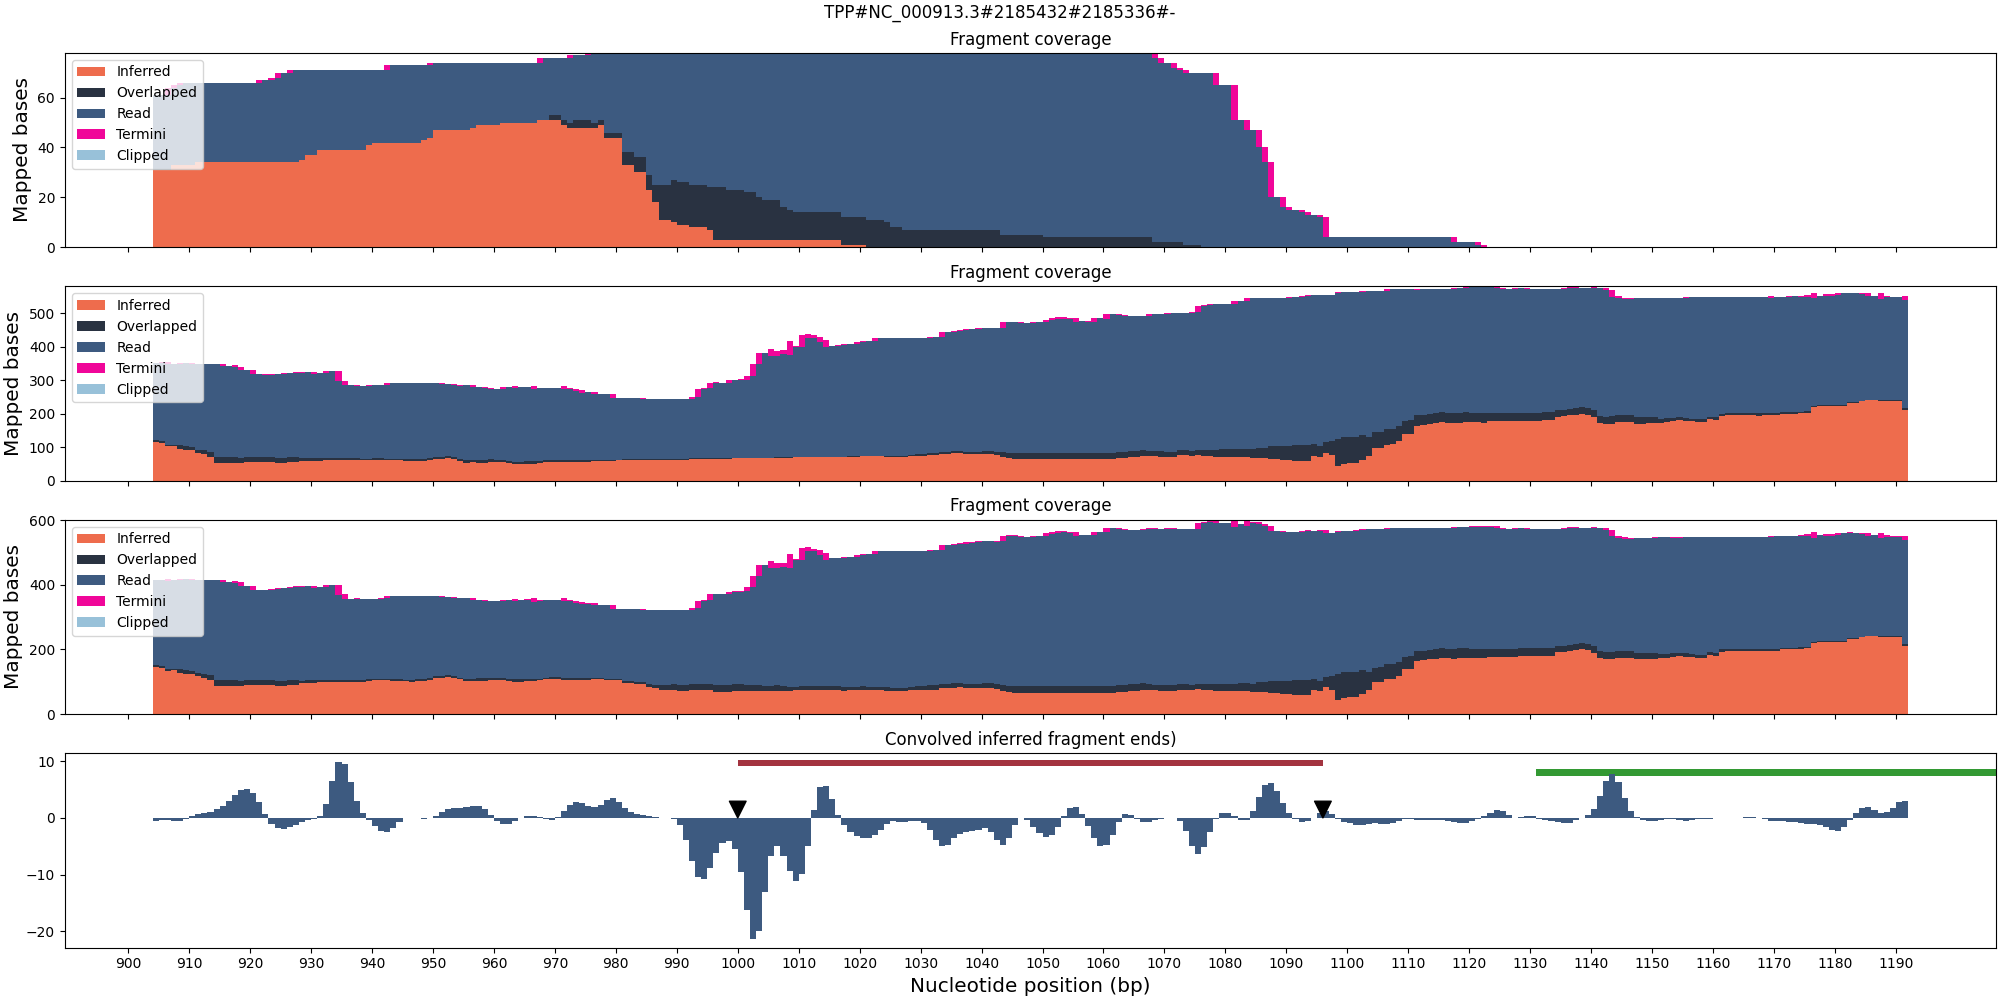 TPP#NC_000913.3#2185432#2185336#-
Fragment coverage
Mapped bases
60
40
20
0
Inferred
Overlapped
Read
Termini
Clipped
Fragment coverage
Mapped bases
500
400
300
200
100
0
Inferred
Overlapped
Read
Termini
Clipped
Fragment coverage
Mapped bases
600
400
200
0
Inferred
Overlapped
Read
Termini
Clipped
Convolved inferred fragment ends)
10
0
−10
−20
900 910 920 930 940 950 960 970 980 990 1000 1010 1020 1030 1040 1050 1060 1070 1080 1090 1100 1110 1120 1130 1140 1150 1160 1170 1180 1190
Nucleotide position (bp)